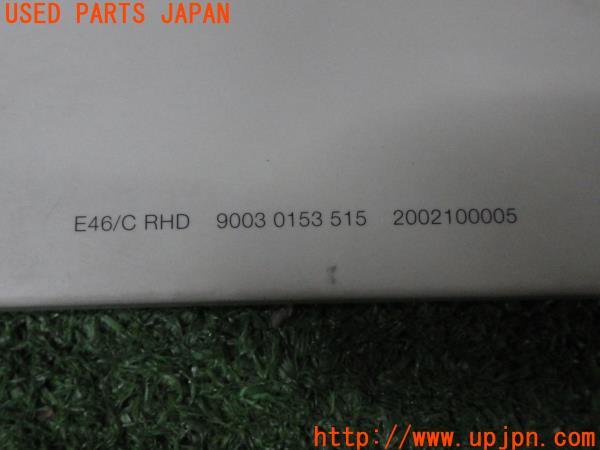 USED PARTS JAPAN
E46/C RHD 9003 0153 515 2002100005
http://www.upjpn.com/